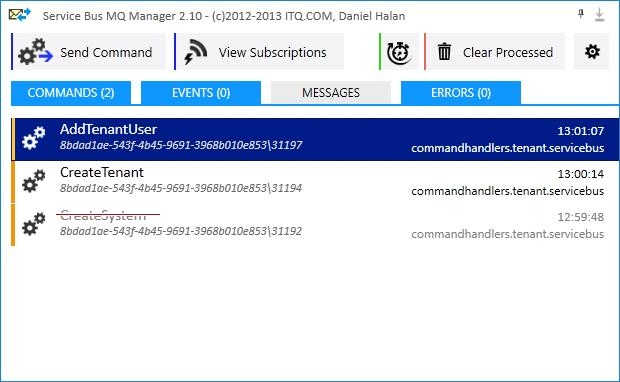 Service Bus MQ Manager 2.10 - (c)2012-2013 ITQ.COM, Daniel Halan
Send Command View Subscriptions Clear Processed
COMMANDS (2) EVENTS (0) MESSAGES ERRORS (0)
AddTenantUser 13:01:07
8bdad1ae-543f-4b45-9691-3968b010e853\31197 commandhandlers.tenant.servicebus
CreateTenant 13:00:14
8bdad1ae-543f-4b45-9691-3968b010e853\31194 commandhandlers.tenant.servicebus
CreateSystem 12:59:48
8bdad1ae-543f-4b45-9691-3968b010e853\31192 commandhandlers.tenant.servicebus